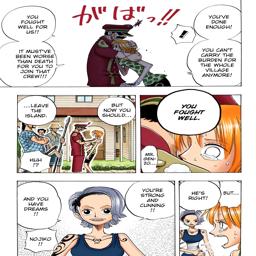 YOU'VE
DONE
ENOUGH!
YOU CAN'T
CARRY THE
BURDEN FOR
THE WHOLE
VILLAGE
ANYMORE!
!
がばっ!!
YOU
FOUGHT
WELL FOR
US!!
IT MUST'VE
BEEN WORSE
THAN DEATH
FOR YOU TO
JOIN THAT
CREW!!!
YOU
FOUGHT
WELL.
MR.
GEN-
ZO...
BUT NOW
YOU
SHOULD...
...LEAVE
THE
ISLAND.
HUH
!?
BUT...
HE'S
RIGHT!
YOU'RE
STRONG
AND
CUNNING
!!
AND YOU
HAVE
DREAMS
!!
NOJIKO
!!